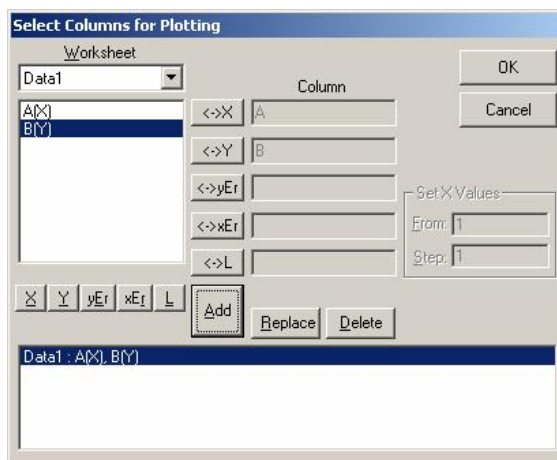 Select Columns for Plotting
Worksheet
Data1
A(X)
B(Y)
Column
<->X A
<->Y B
<->yEr
<->xEr
<->L
OK
Cancel
Set X Values
From: 1
Step: 1
X Y yEr xEr L
Add Replace Delete
Data1 : A(X), B(Y)